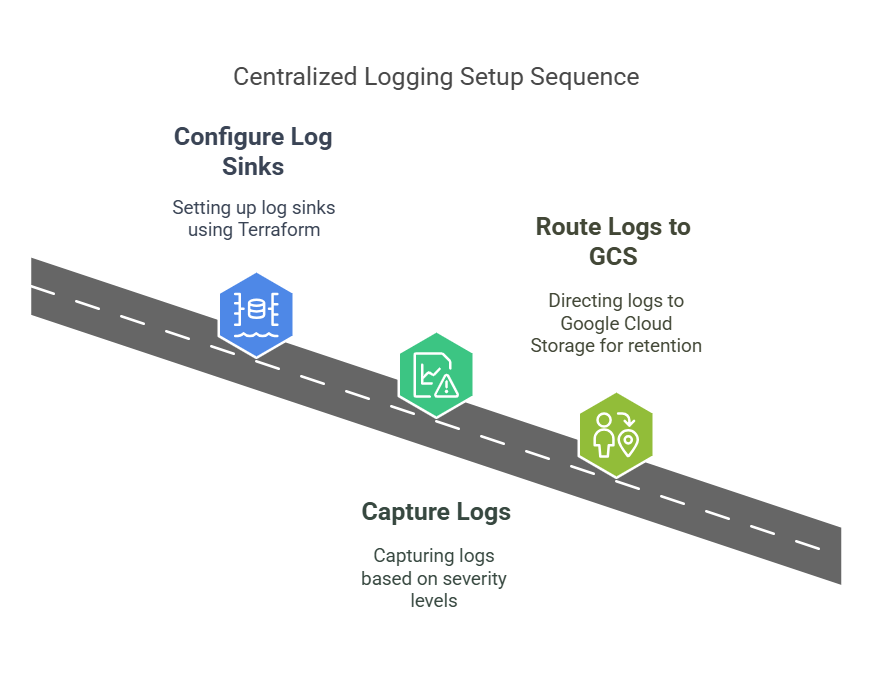 Centralized Logging Setup Sequence
Configure Log
Sinks
Setting up log sinks
using Terraform
Capture Logs
Capturing logs
based on severity
levels
Route Logs to
GCS
Directing logs to
Google Cloud
Storage for retention